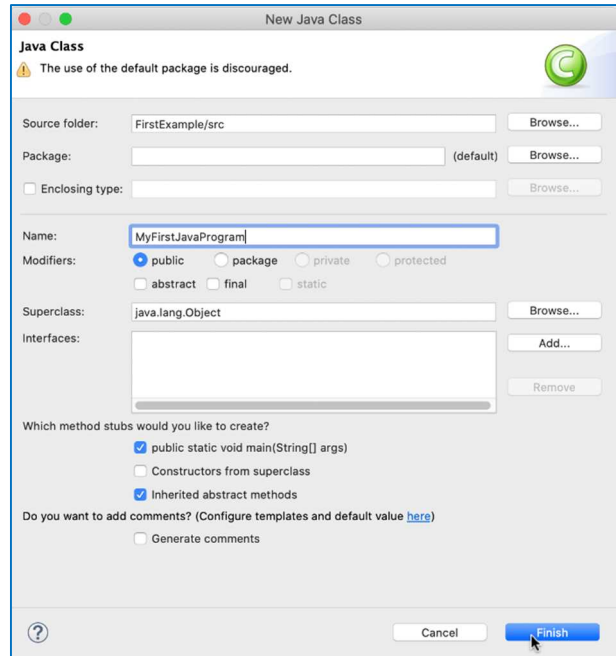 New Java Class
Java Class
The use of the default package is discouraged.
C
Source folder: FirstExample/src Browse...
Package: (default) Browse...
Enclosing type: Browse...
Name: MyFirstJavaProgram
Modifiers: public package private protected
abstract final static
Superclass: java.lang.Object Browse...
Interfaces: Add...
Remove
Which method stubs would you like to create?
public static void main(String[] args)
Constructors from superclass
Inherited abstract methods
Do you want to add comments? (Configure templates and default value here)
Generate comments
? Cancel Finish